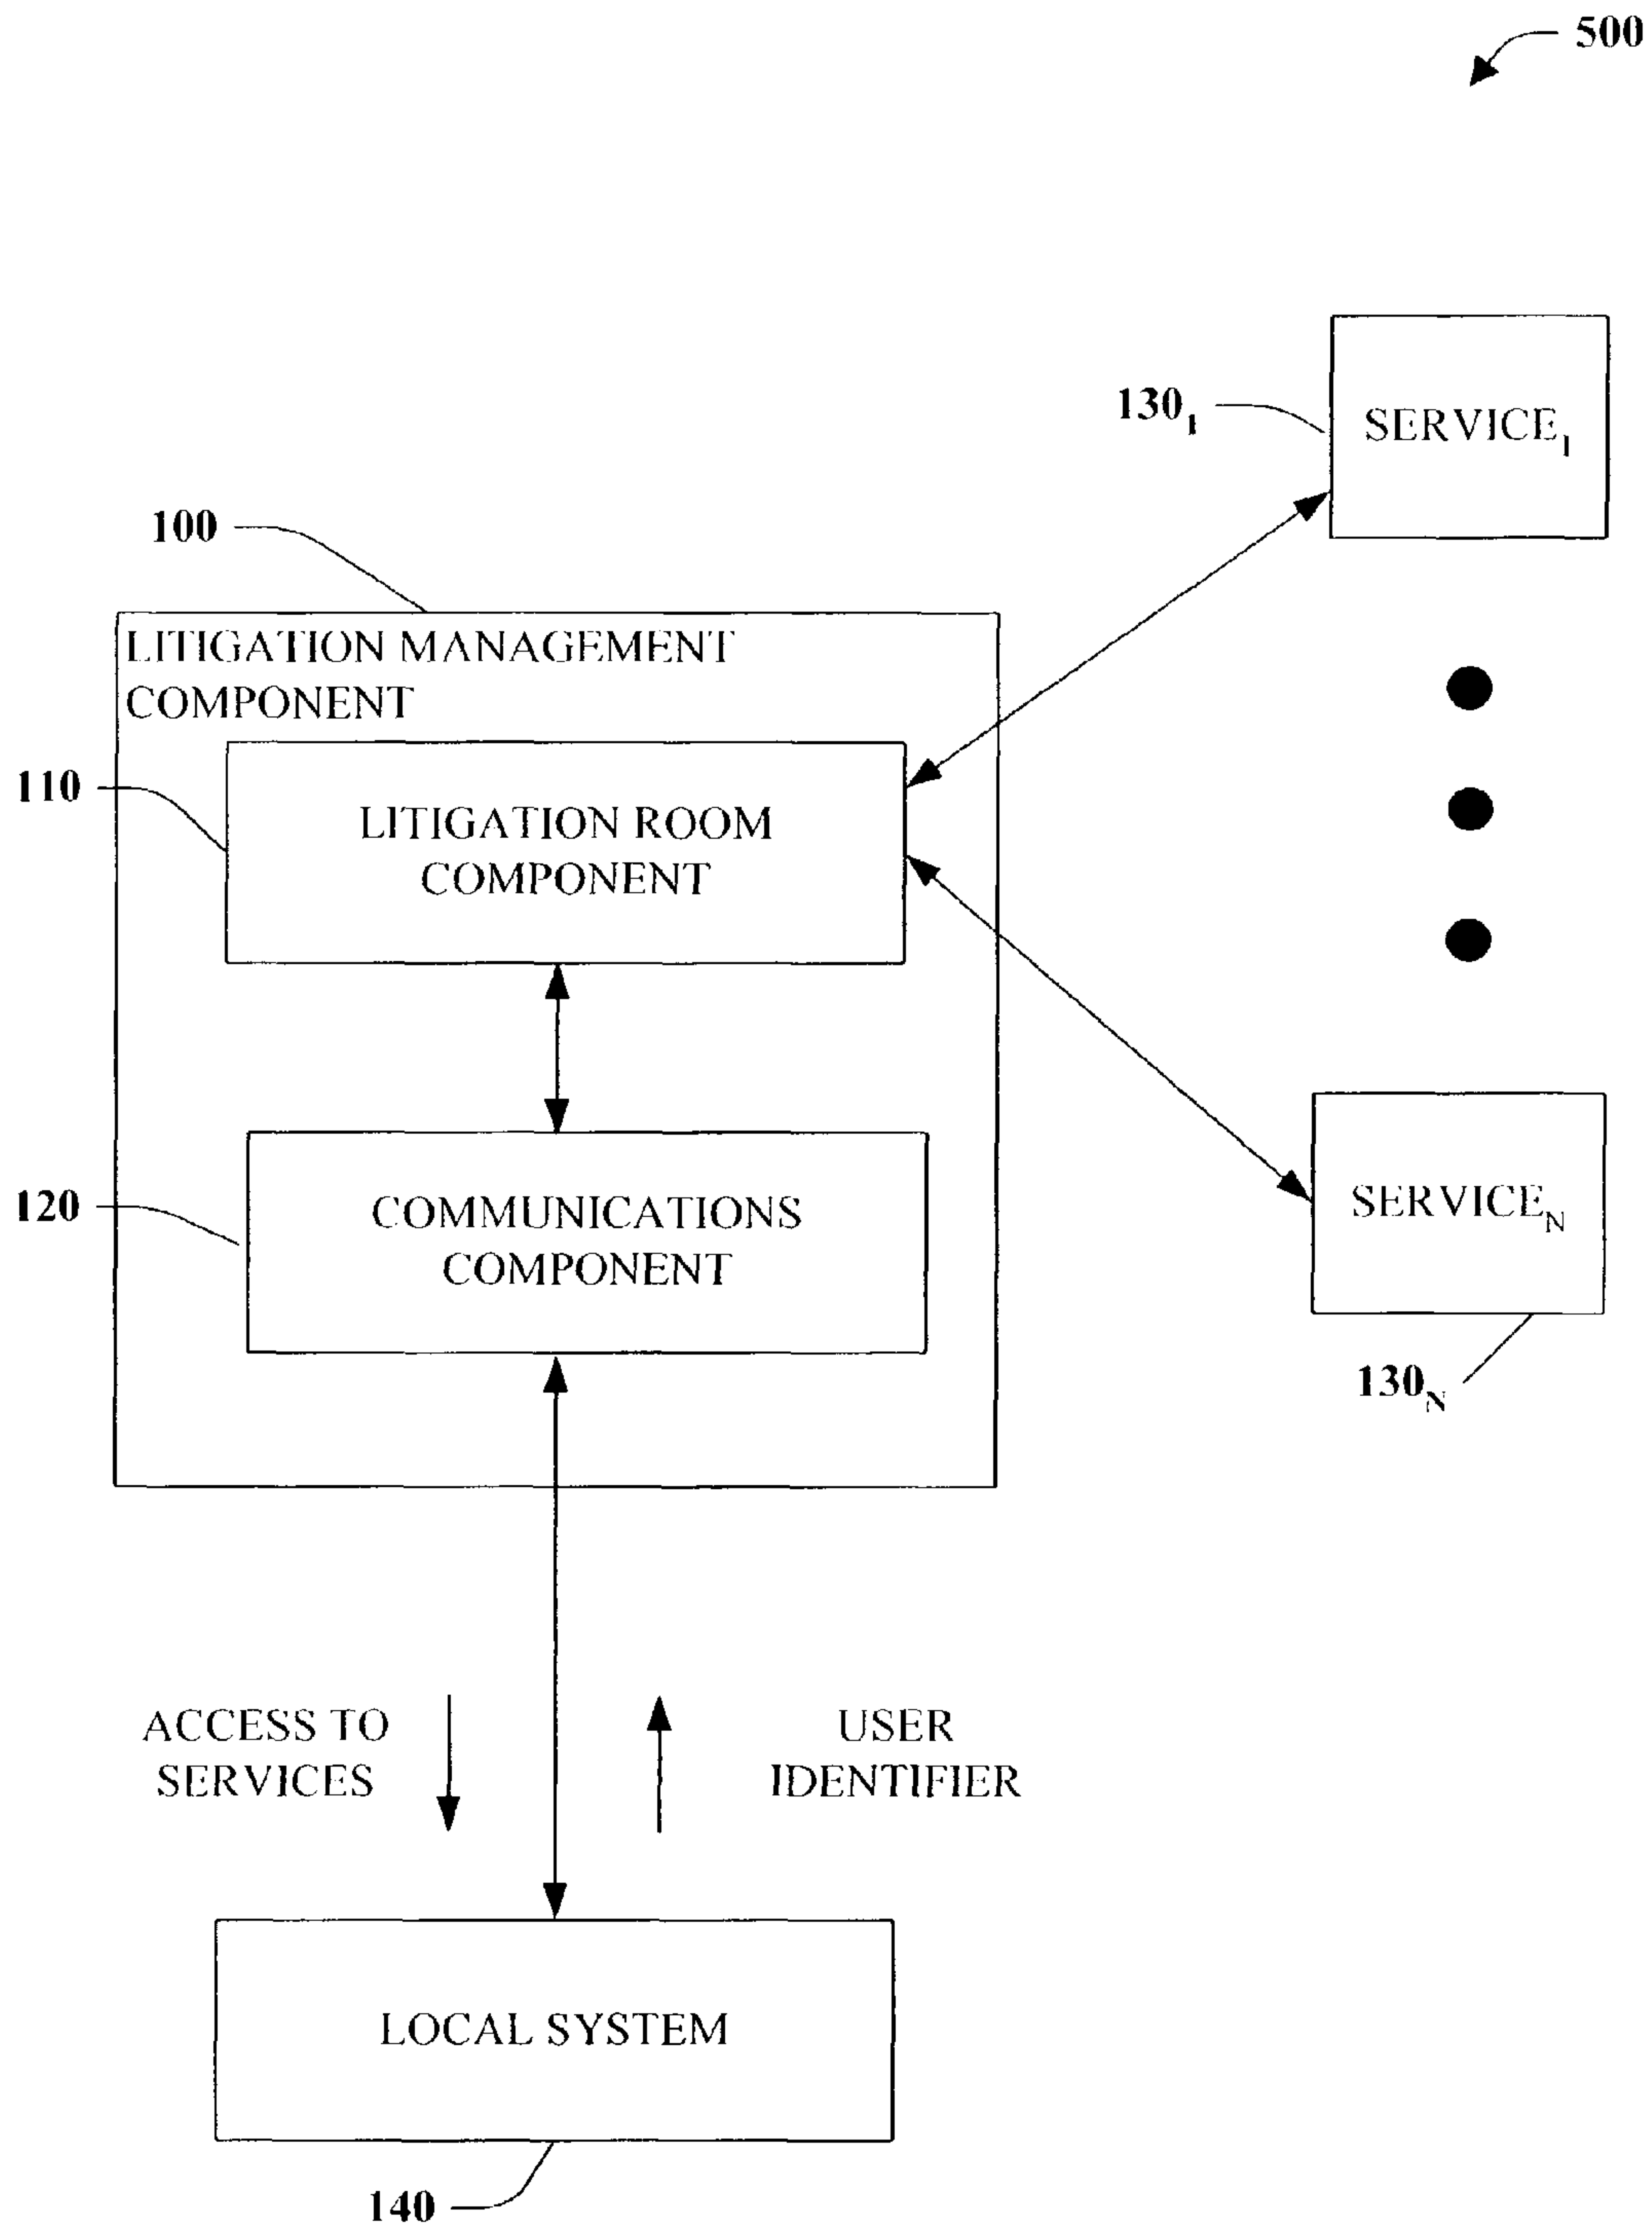 500
130₁
SERVICE₁
100
LITIGATION MANAGEMENT
COMPONENT
110
LITIGATION ROOM
COMPONENT
120
COMMUNICATIONS
COMPONENT
SERVICE_N
130_N
ACCESS TO
SERVICES
USER
IDENTIFIER
LOCAL SYSTEM
140